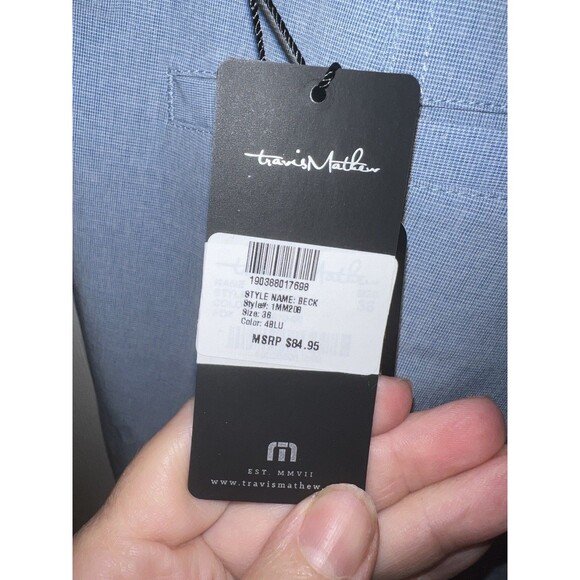 travisMathew
190388017698
STYLE NAME: BECK
Style#: 1MM208
Size: 36
Color: 4BLU
MSRP $84.95
EST. MMVII
www.travismathew.